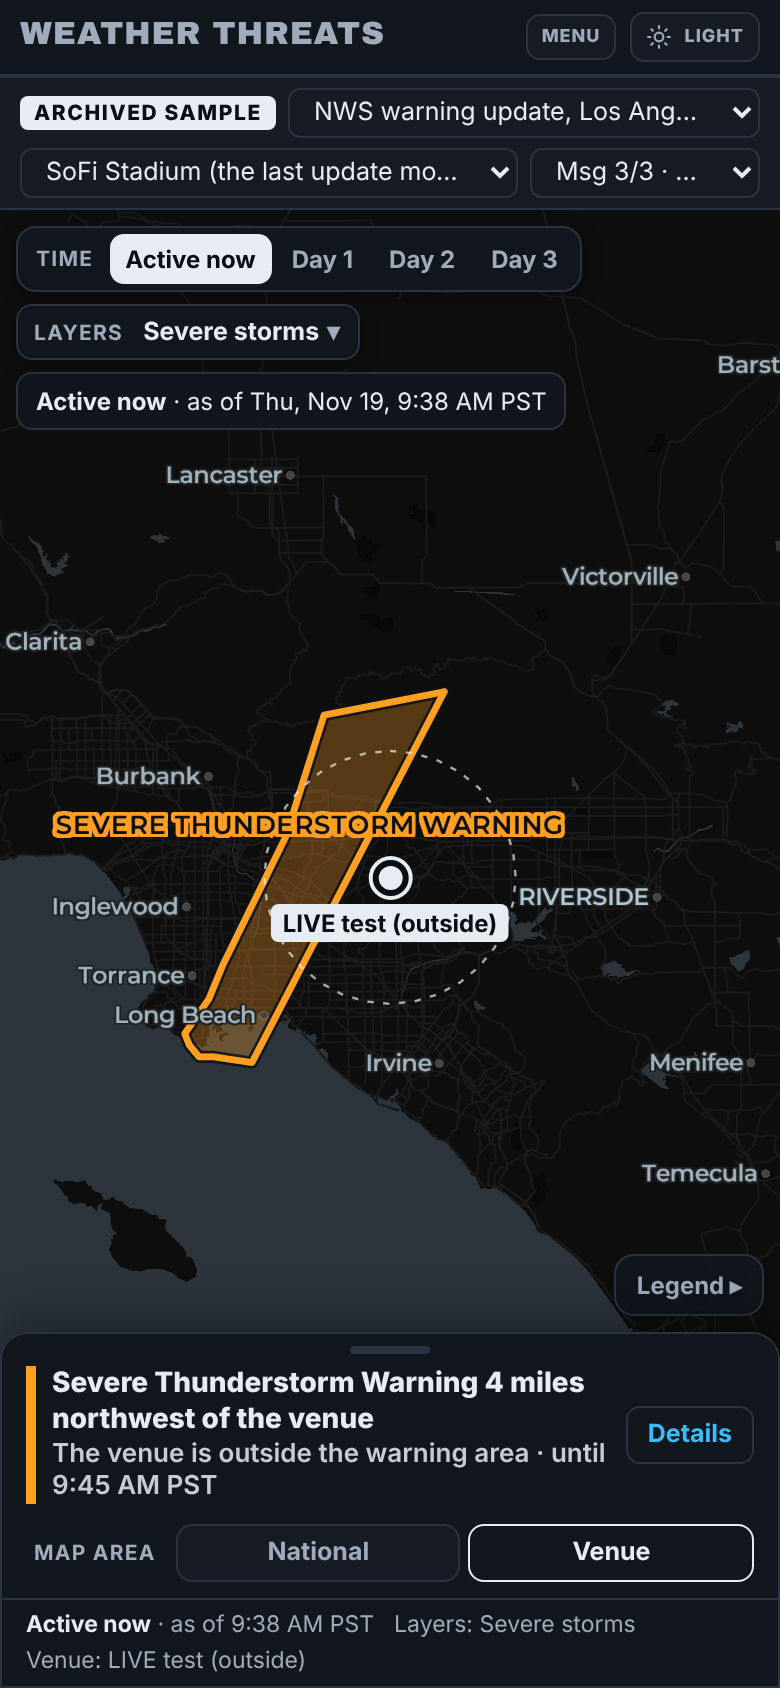 WEATHER THREATS
MENU
LIGHT
ARCHIVED SAMPLE
NWS warning update, Los Ang...
SoFi Stadium (the last update mo...
Msg 3/3 · ...
TIME
Active now
Day 1
Day 2
Day 3
LAYERS
Severe storms ▾
Active now · as of Thu, Nov 19, 9:38 AM PST
Barst
Lancaster
Victorville
Clarita
Burbank
SEVERE THUNDERSTORM WARNING
Inglewood
RIVERSIDE
LIVE test (outside)
Torrance
Long Beach
Irvine
Menifee
Temecula
Legend ▸
Severe Thunderstorm Warning 4 miles
northwest of the venue
The venue is outside the warning area · until
9:45 AM PST
Details
MAP AREA
National
Venue
Active now · as of 9:38 AM PST Layers: Severe storms
Venue: LIVE test (outside)